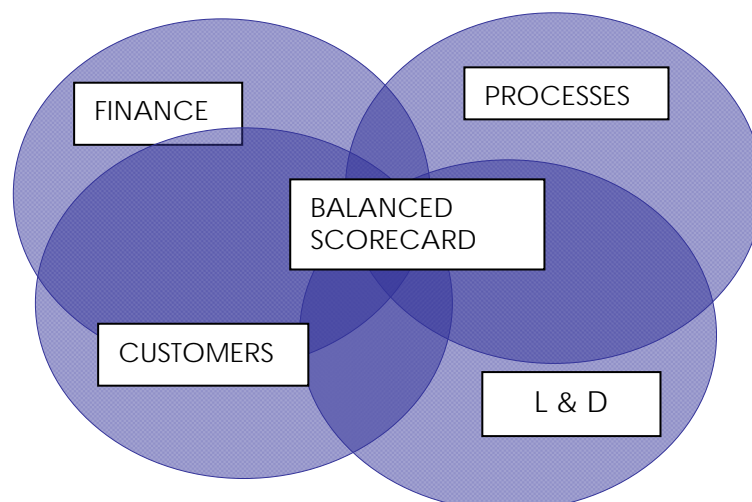 FINANCE
PROCESSES
BALANCED
SCORECARD
CUSTOMERS
L & D